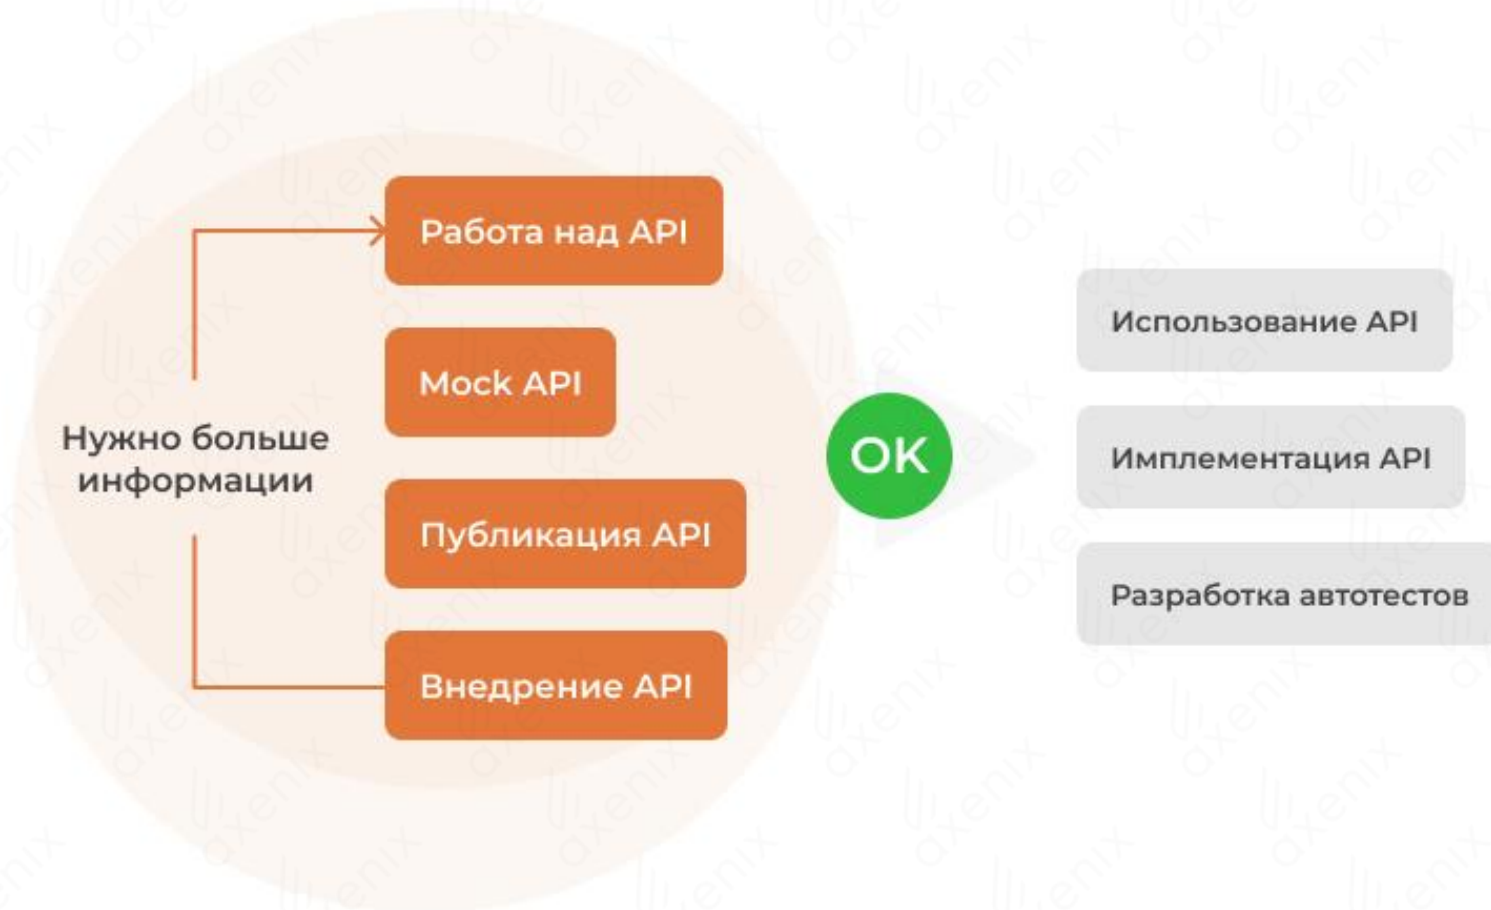 Работа над API
Mock API
Нужно больше
информации
Публикация API
Внедрение API
OK
Использование API
Имплементация API
Разработка автотестов
axenix